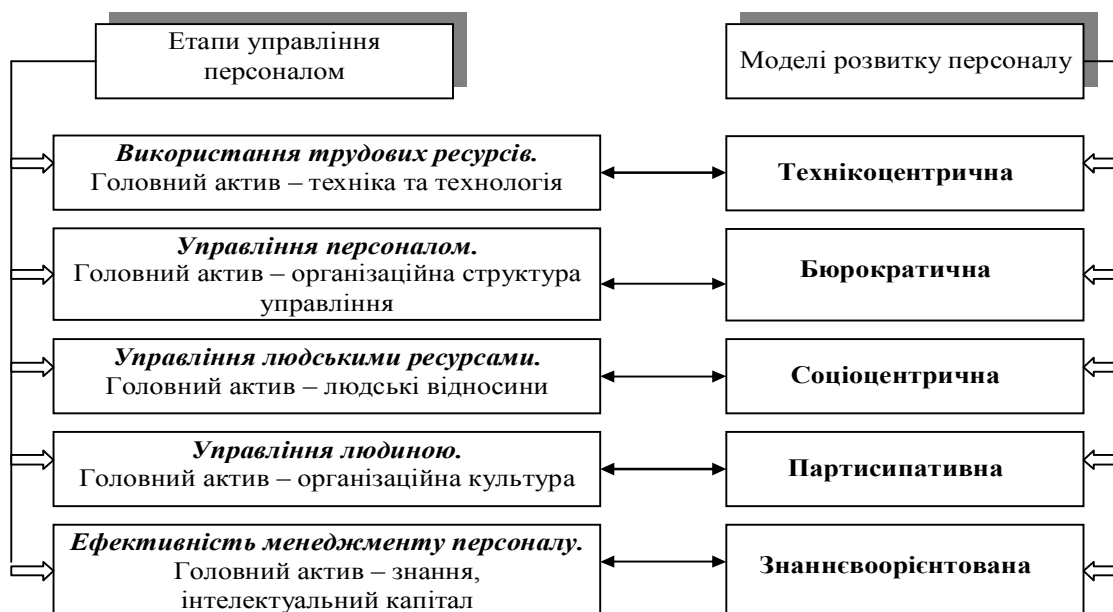 Етапи управління
персоналом
Моделі розвитку персоналу
Використання трудових ресурсів.
Головний актив – техніка та технологія
Технікоцентрична
Управління персоналом.
Головний актив – організаційна структура
управління
Бюрократична
Управління людськими ресурсами.
Головний актив – людські відносини
Соціоцентрична
Управління людиною.
Головний актив – організаційна культура
Партисипативна
Ефективність менеджменту персоналу.
Головний актив – знання,
інтелектуальний капітал
Знаннєвоорієнтована